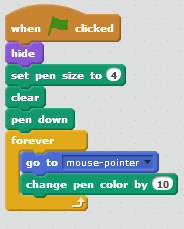 when clicked
hide
set pen size to 4
clear
pen down
forever
go to mouse-pointer
change pen color by 10